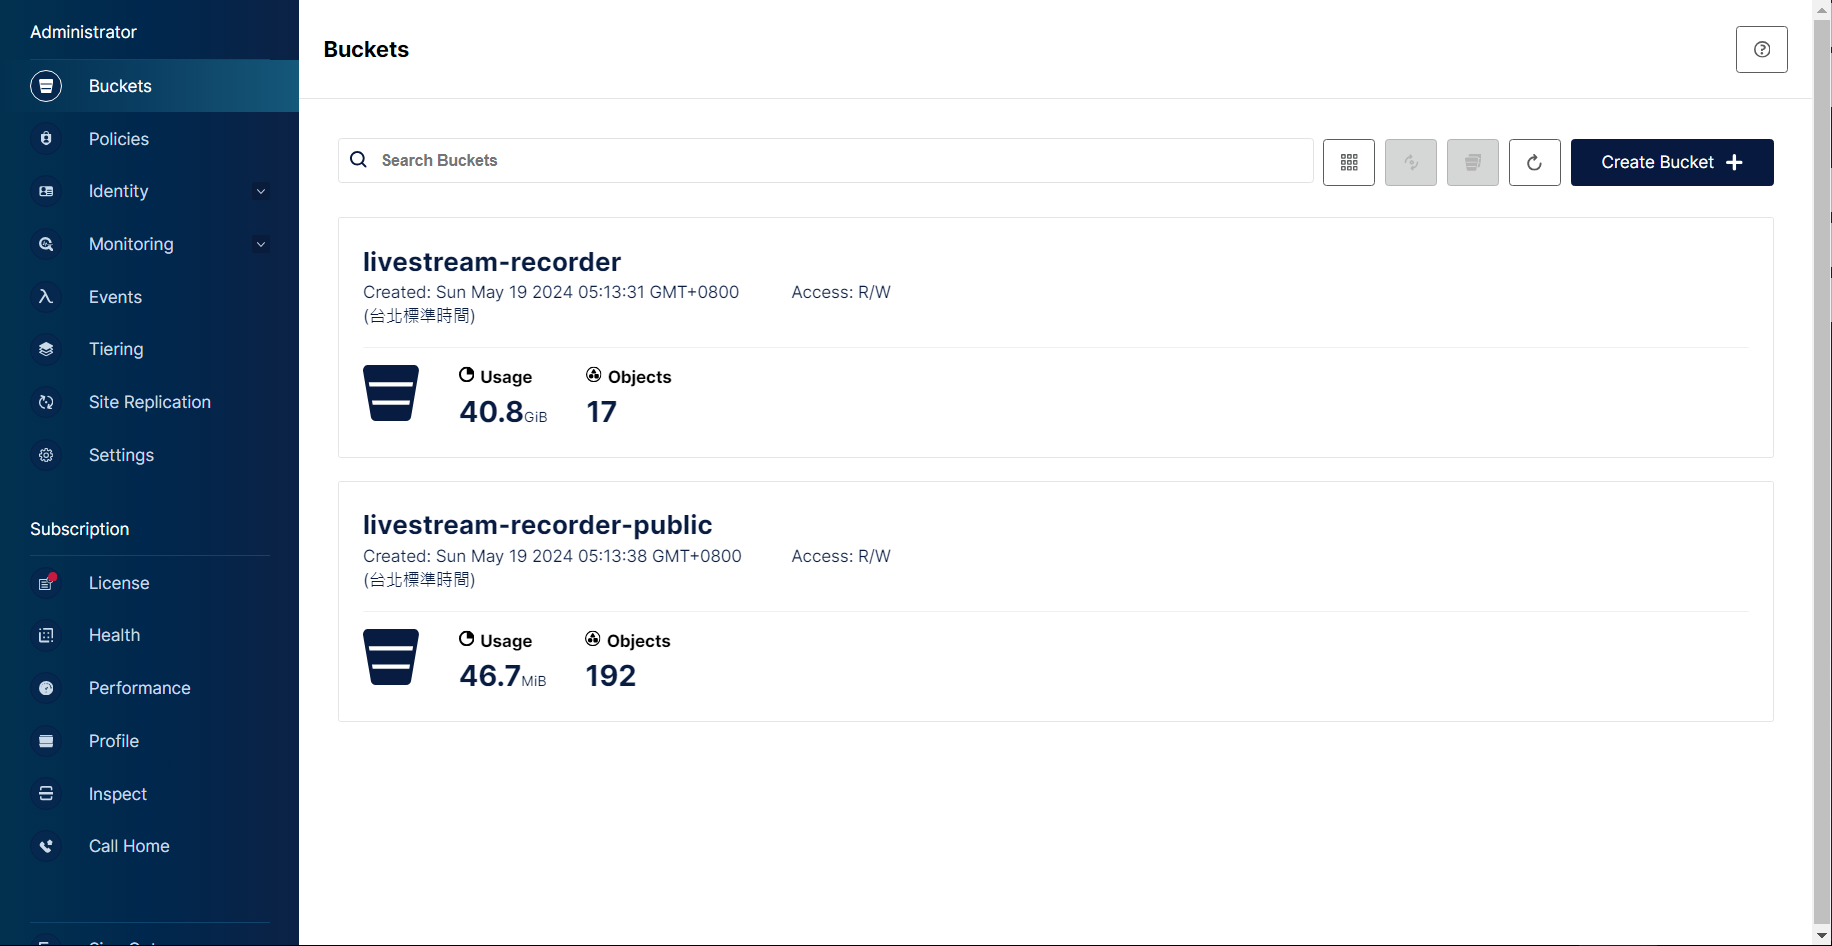 Administrator
Buckets
Policies
Identity
Monitoring
Events
Tiering
Site Replication
Settings
Subscription
License
Health
Performance
Profile
Inspect
Call Home
Buckets
Search Buckets
Create Bucket
livestream-recorder
Created: Sun May 19 2024 05:13:31 GMT+0800
(台北標準時間)
Access: R/W
Usage
40.8GiB
Objects
17
livestream-recorder-public
Created: Sun May 19 2024 05:13:38 GMT+0800
(台北標準時間)
Access: R/W
Usage
46.7MiB
Objects
192